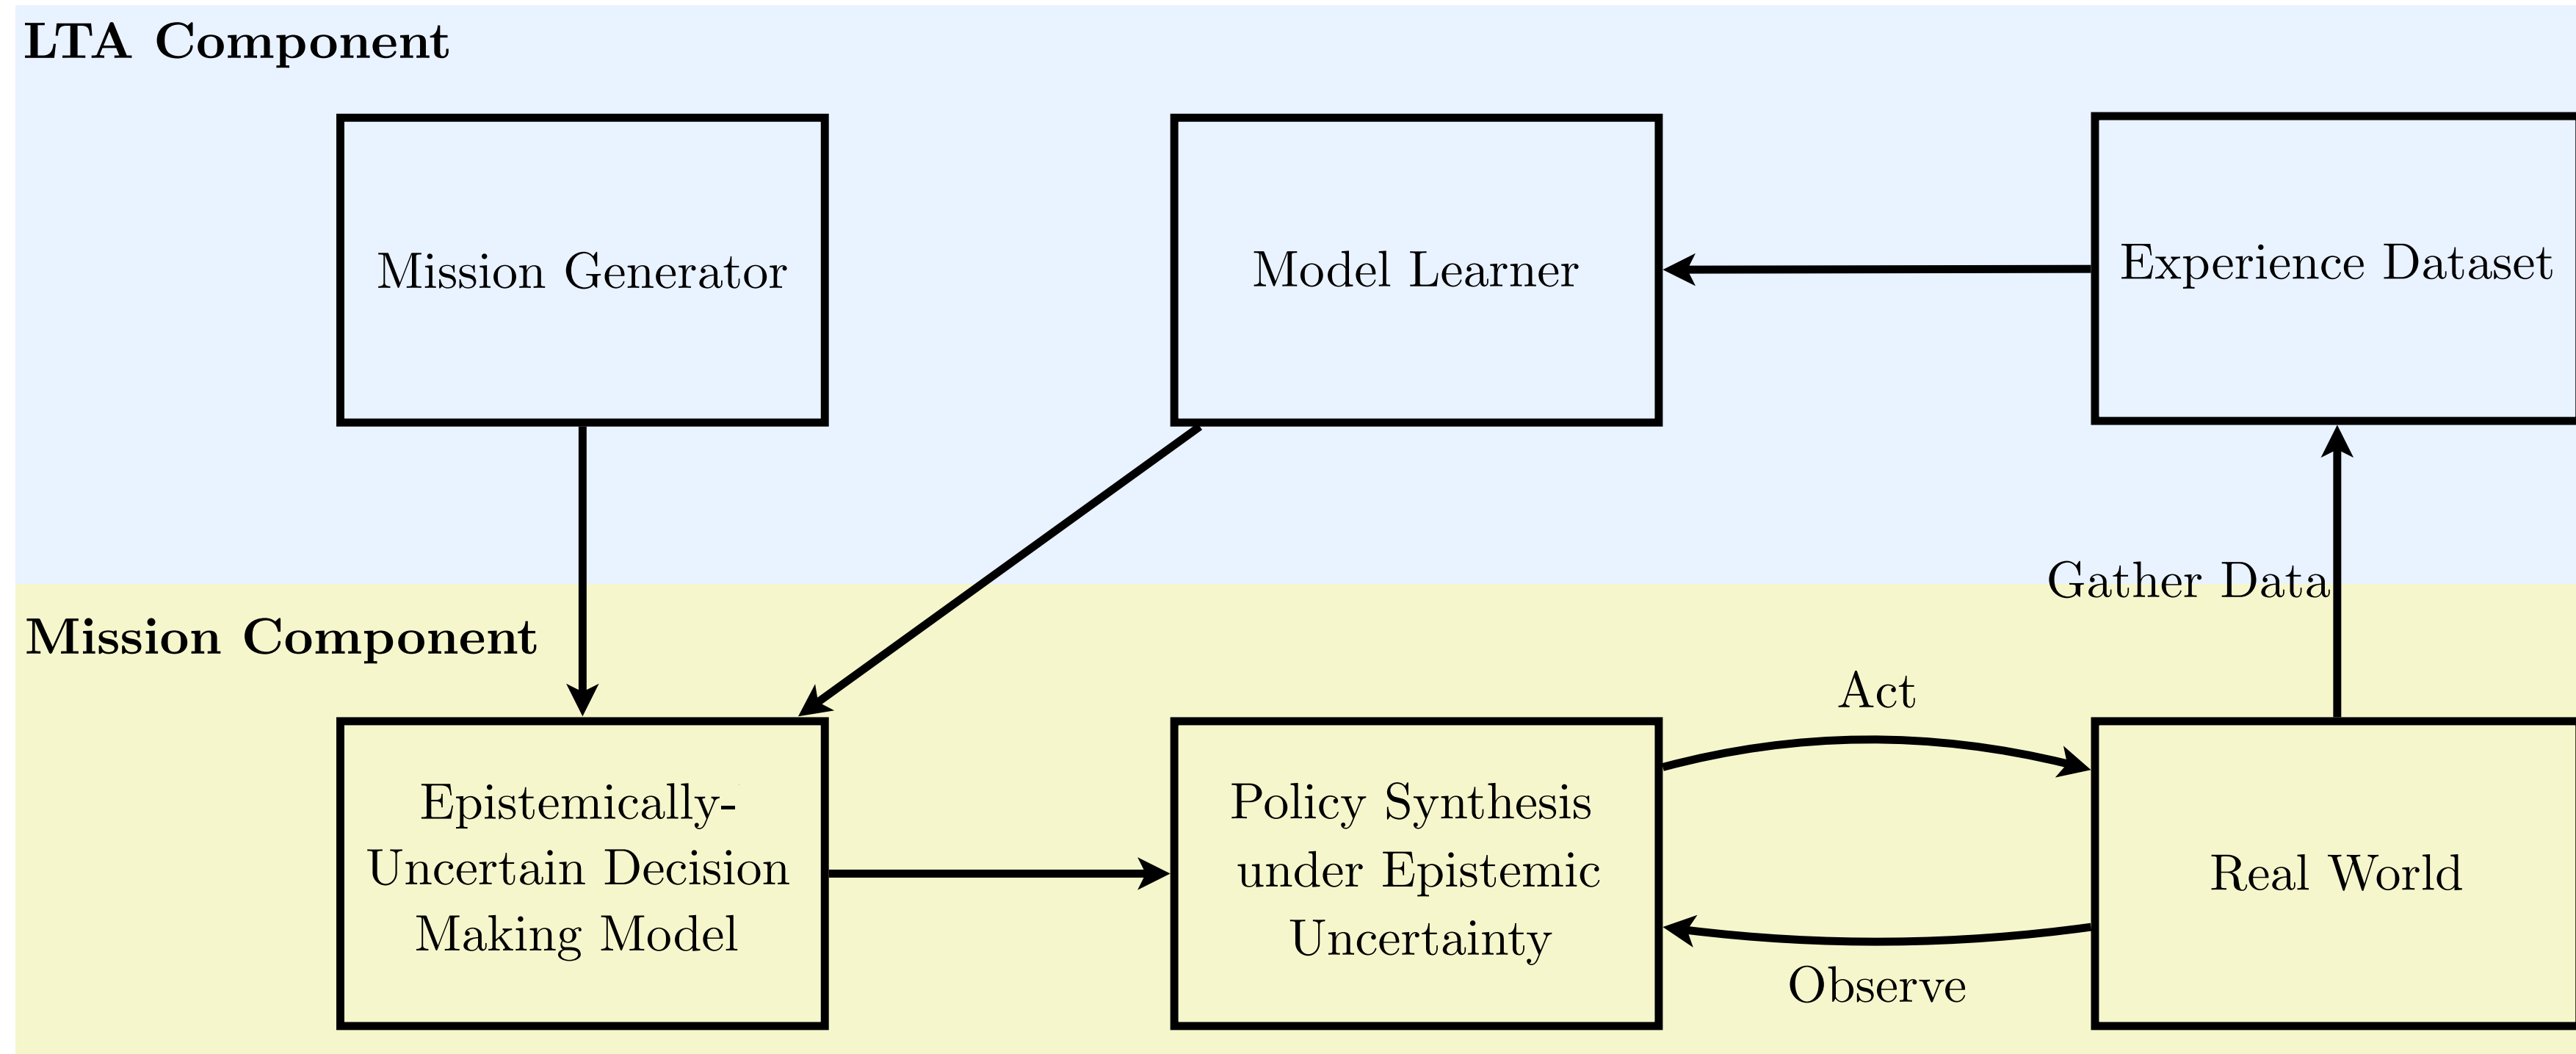 LTA Component
Mission Generator
Model Learner
Experience Dataset
Gather Data
Mission Component
Act
Epistemically-
Uncertain Decision
Making Model
Policy Synthesis
under Epistemic
Uncertainty
Real World
Observe